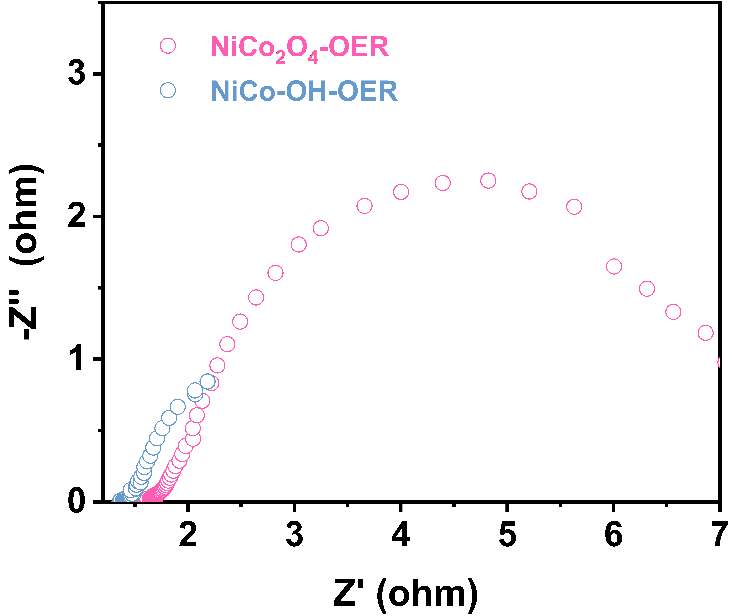 NiCo₂O₄-OER
NiCo-OH-OER
3
2
1
0
-Z'' (ohm)
2 3 4 5 6 7
Z' (ohm)